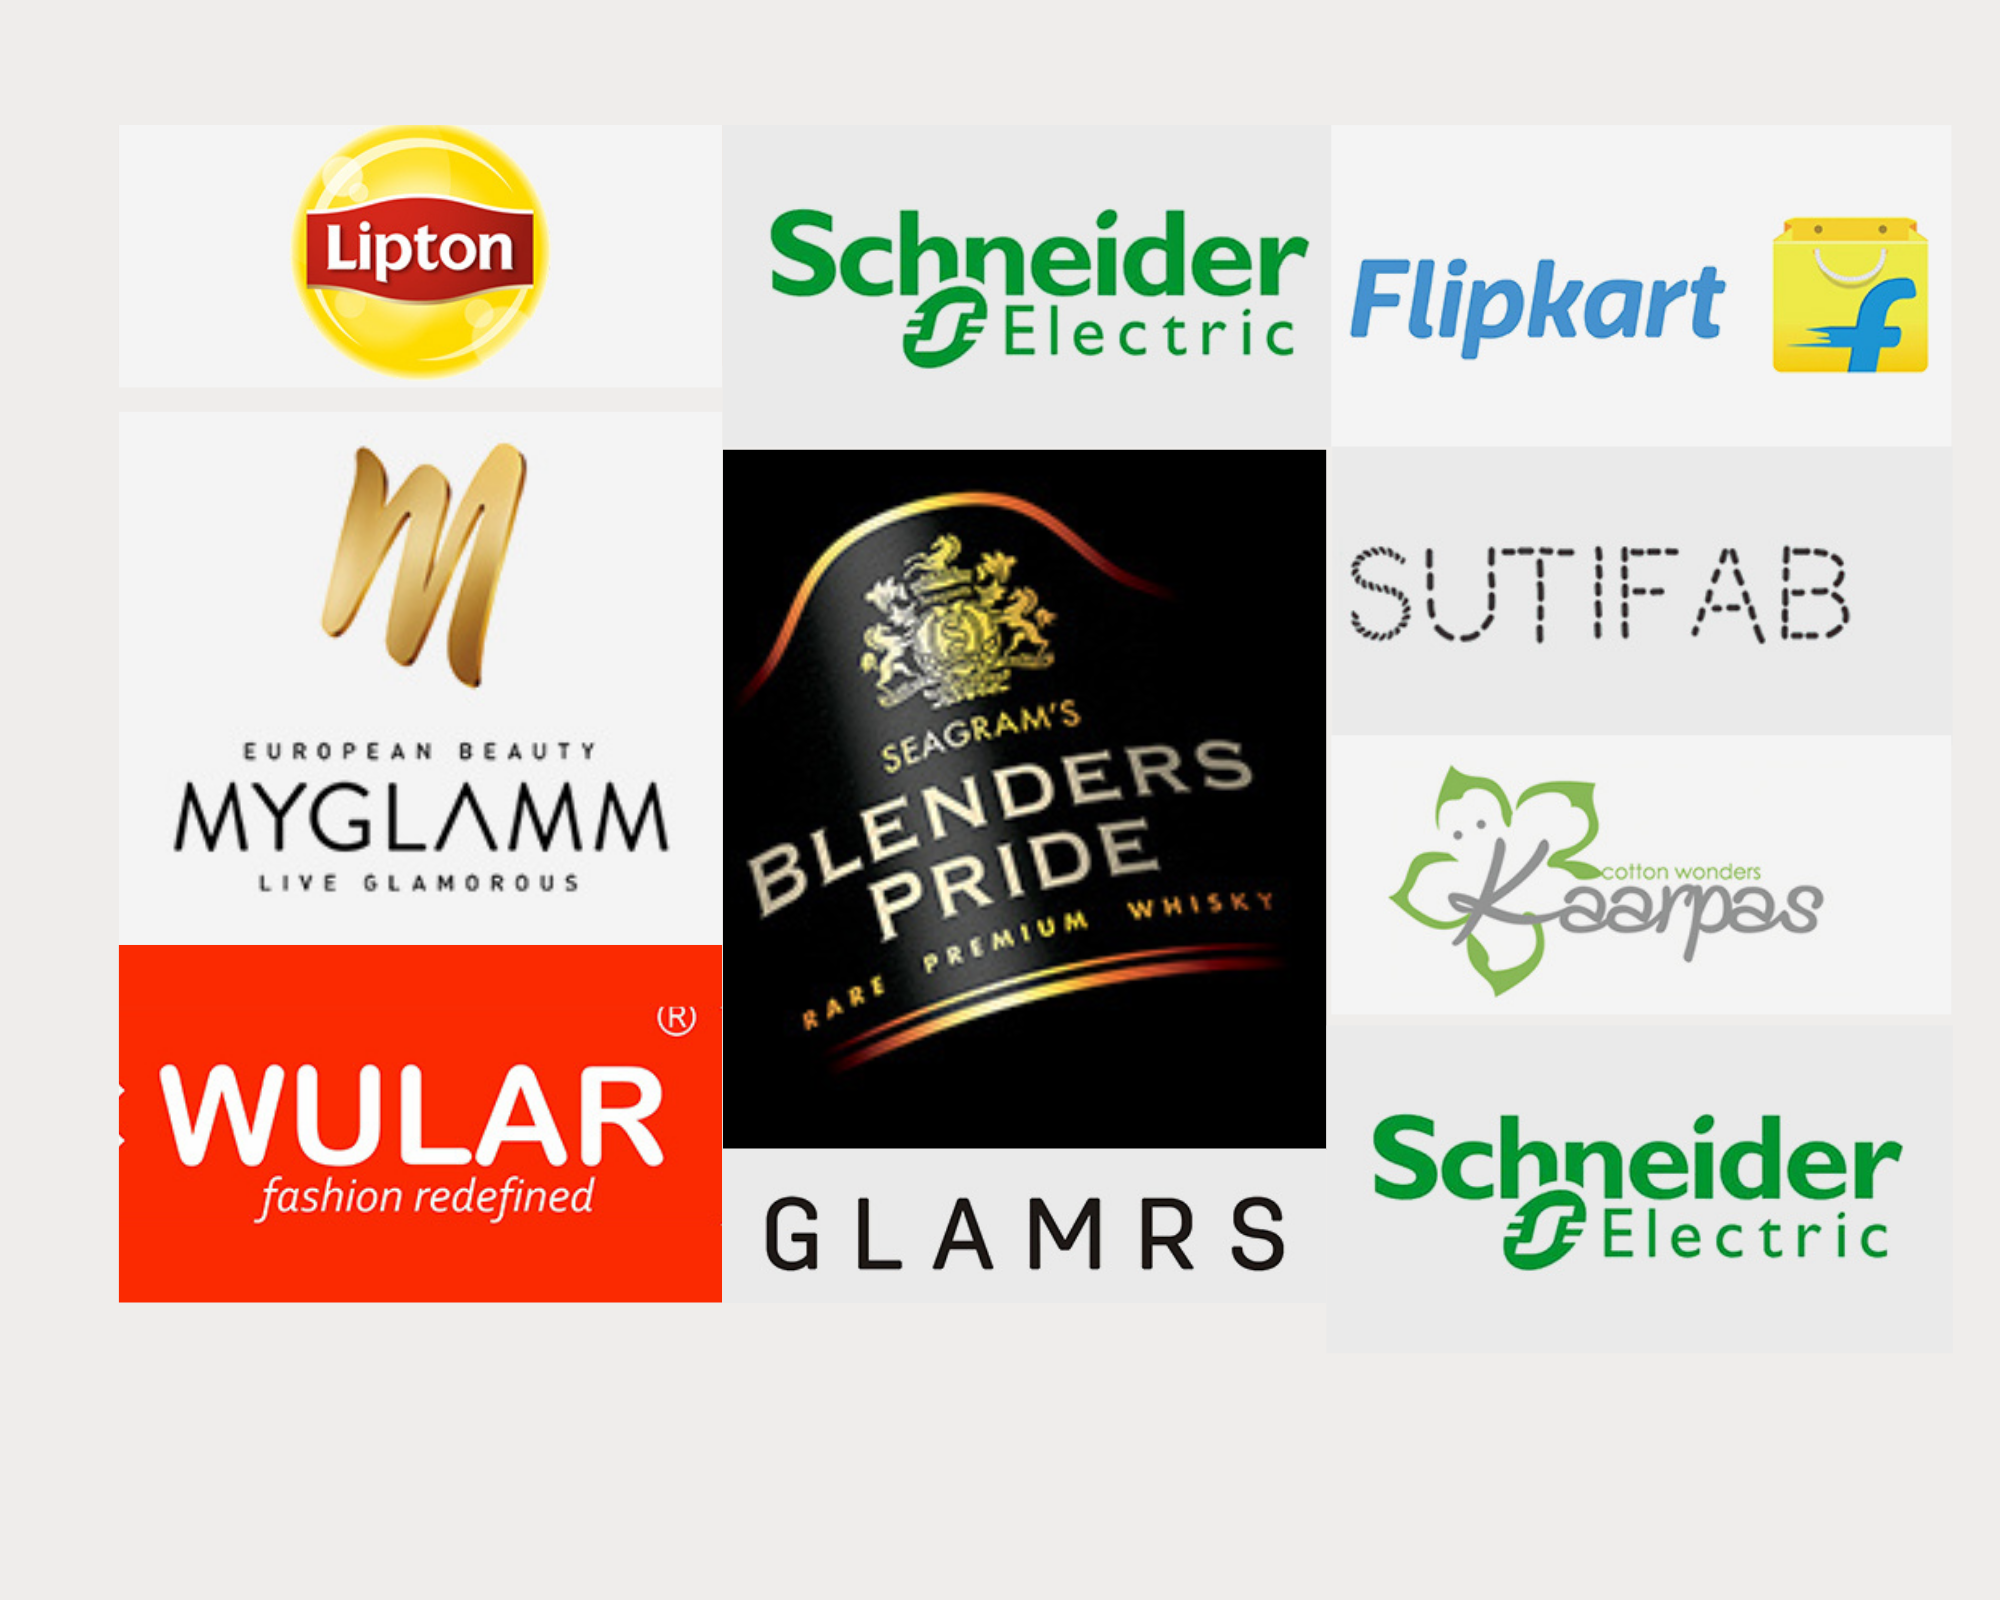 Lipton
EUROPEAN BEAUTY
MYGLAMM
LIVE GLAMOROUS
®
WULAR
fashion redefined
Schneider
Electric
SEAGRAM'S
BLENDERS
PRIDE
RARE PREMIUM WHISKY
GLAMRS
Flipkart
f
SUTIFAB
cotton wonders
Kaarpas
Schneider
Electric